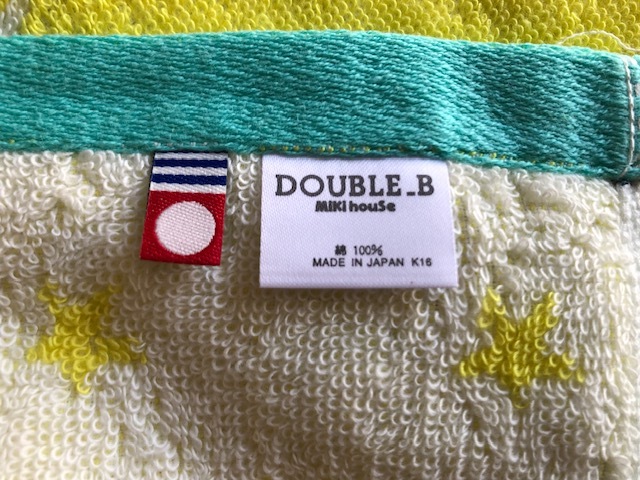 DOUBLE_B
MiKi houSe
綿 100%
MADE IN JAPAN K16